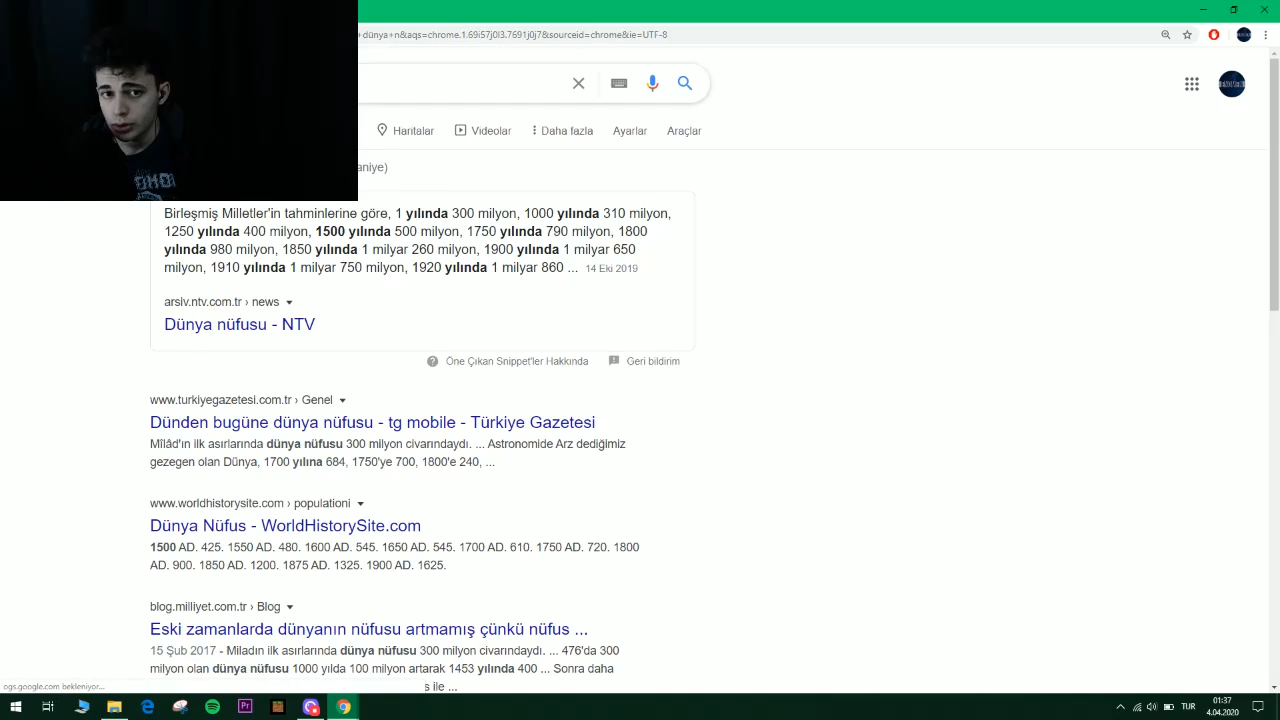 dünya+n&aqs=chrome.1.69i57j0l3.7691j0j7&sourceid=chrome&ie=UTF-8
Haritalar Videolar Daha fazla Ayarlar Araçlar
aniye)
Birleşmiş Milletler'in tahminlerine göre, 1 yılında 300 milyon, 1000 yılında 310 milyon,
1250 yılında 400 milyon, 1500 yılında 500 milyon, 1750 yılında 790 milyon, 1800
yılında 980 milyon, 1850 yılında 1 milyar 260 milyon, 1900 yılında 1 milyar 650
milyon, 1910 yılında 1 milyar 750 milyon, 1920 yılında 1 milyar 860 ... 14 Eki 2019
arsiv.ntv.com.tr › news
Dünya nüfusu - NTV
Öne Çıkan Snippet'ler Hakkında Geri bildirim
www.turkiyegazetesi.com.tr › Genel
Dünden bugüne dünya nüfusu - tg mobile - Türkiye Gazetesi
Mîlâd'ın ilk asırlarında dünya nüfusu 300 milyon civarındaydı. ... Astronomide Arz dediğimiz
gezegen olan Dünya, 1700 yılına 684, 1750'ye 700, 1800'e 240, ...
www.worldhistorysite.com › populationi
Dünya Nüfus - WorldHistorySite.com
1500 AD. 425. 1550 AD. 480. 1600 AD. 545. 1650 AD. 545. 1700 AD. 610. 1750 AD. 720. 1800
AD. 900. 1850 AD. 1200. 1875 AD. 1325. 1900 AD. 1625.
blog.milliyet.com.tr › Blog
Eski zamanlarda dünyanın nüfusu artmamış çünkü nüfus ...
15 Şub 2017 - Miladın ilk asırlarında dünya nüfusu 300 milyon civarındaydı. ... 476'da 300
milyon olan dünya nüfusu 1000 yılda 100 milyon artarak 1453 yılında 400 ... Sonra daha
s ile ...
ogs.google.com bekleniyor...
TUR
01:37
4.04.2020